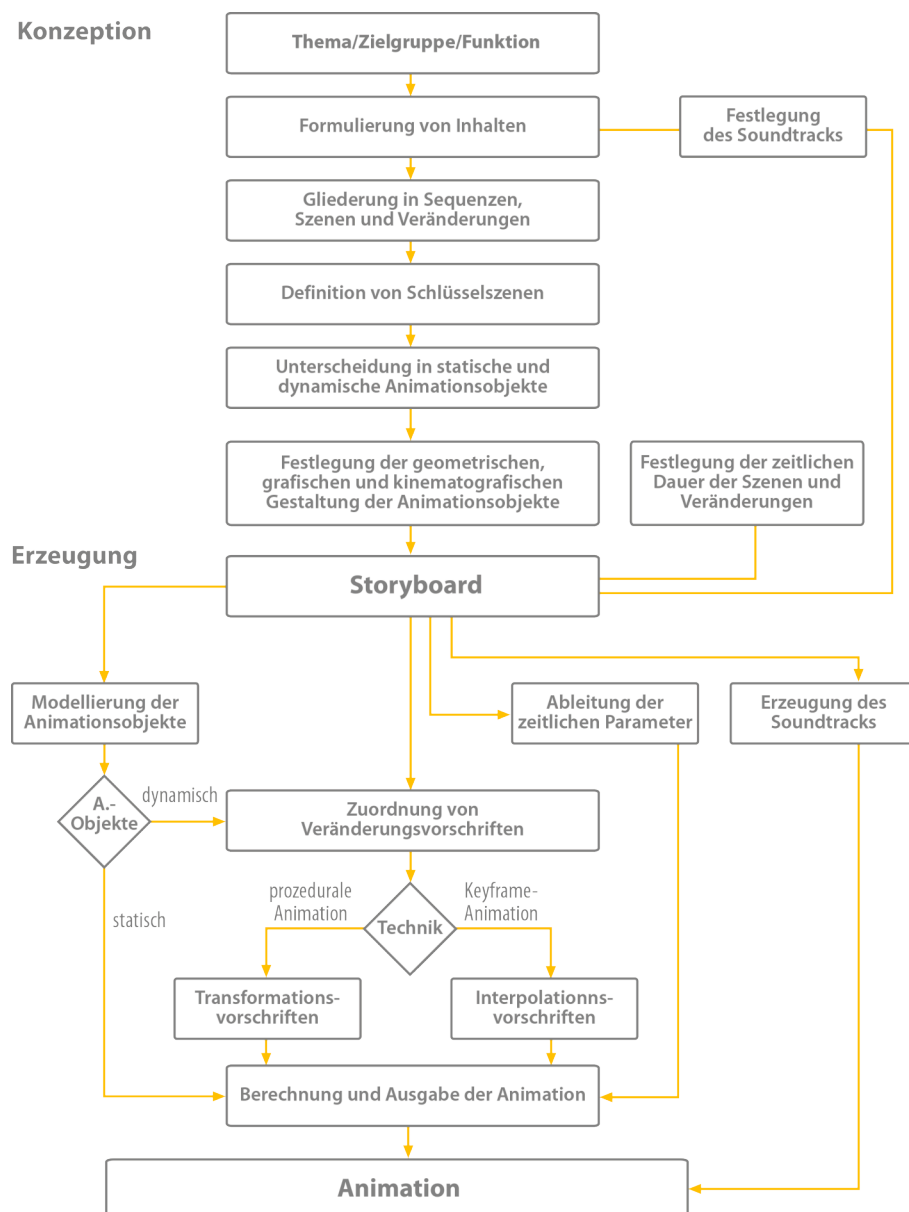 Konzeption
Thema/Zielgruppe/Funktion
Formulierung von Inhalten
Festlegung
des Soundtracks
Gliederung in Sequenzen,
Szenen und Veränderungen
Definition von Schlüsselszenen
Unterscheidung in statische und
dynamische Animationsobjekte
Festlegung der geometrischen,
grafischen und kinematografischen
Gestaltung der Animationsobjekte
Festlegung der zeitlichen
Dauer der Szenen und
Veränderungen
Erzeugung
Storyboard
Modellierung der
Animationsobjekte
Ableitung der
zeitlichen Parameter
Erzeugung des
Soundtracks
A.-
Objekte
dynamisch
statisch
Zuordnung von
Veränderungsvorschriften
prozedurale
Animation
Technik
Keyframe-
Animation
Transformations-
vorschriften
Interpolationns-
vorschriften
Berechnung und Ausgabe der Animation
Animation